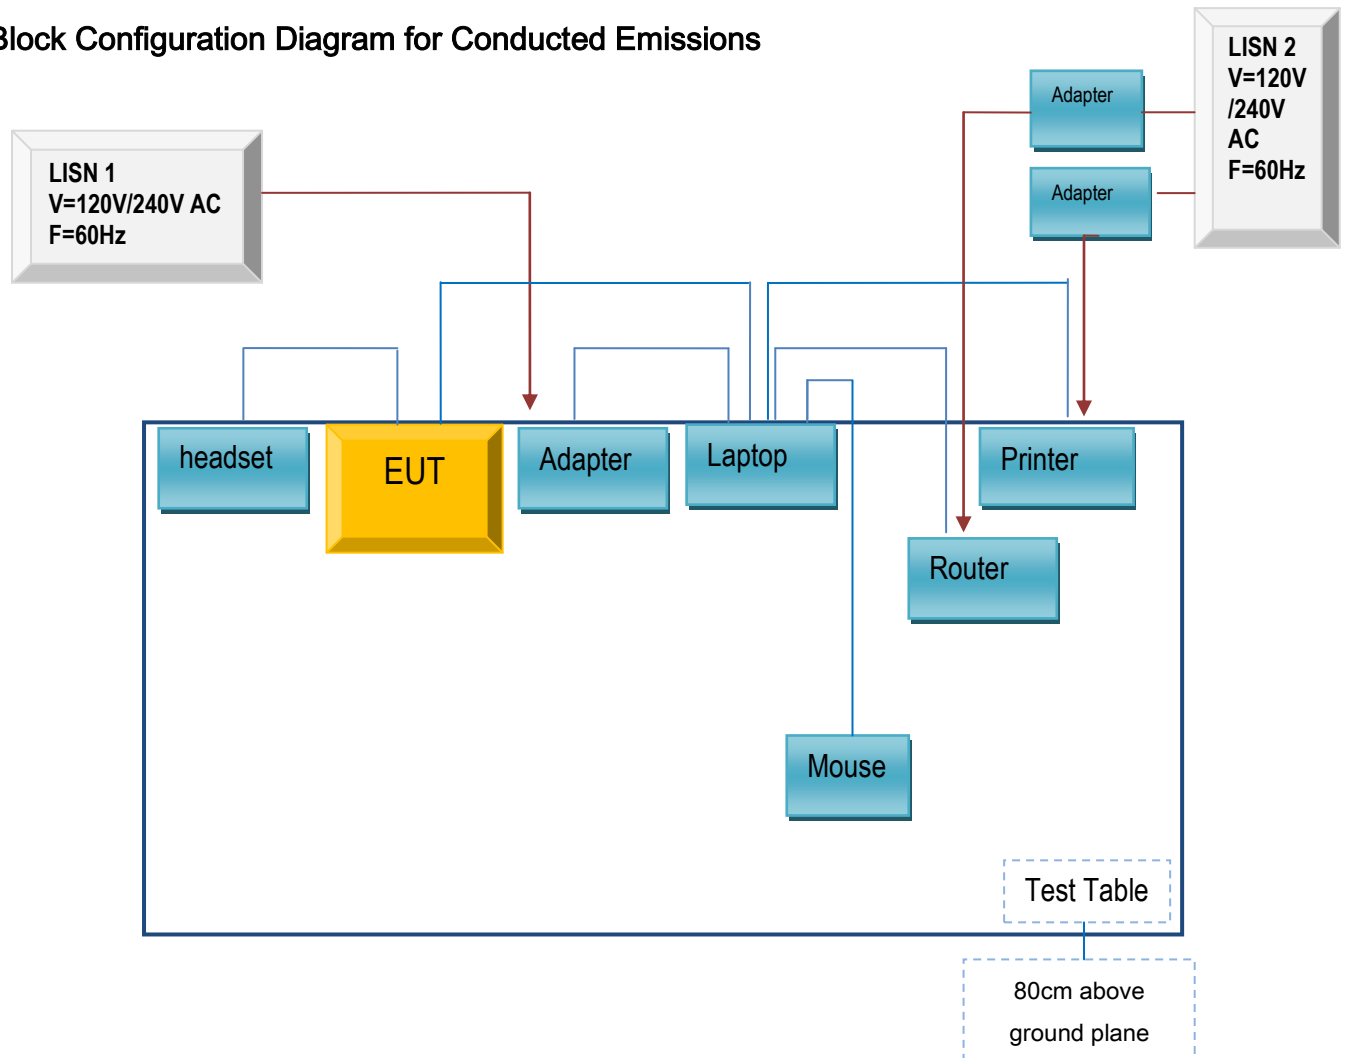 Block Configuration Diagram for Conducted Emissions
LISN 2
V=120V
/240V
AC
F=60Hz
Adapter
Adapter
LISN 1
V=120V/240V AC
F=60Hz
headset
EUT
Adapter
Laptop
Printer
Router
Mouse
Test Table
80cm above
ground plane